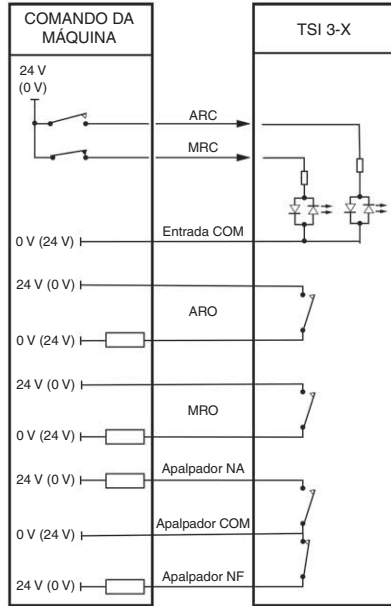 COMANDO DA
MÁQUINA
TSI 3-X
24 V
(0 V)
ARC
MRC
Entrada COM
0 V (24 V)
24 V (0 V)
ARO
0 V (24 V)
24 V (0 V)
MRO
0 V (24 V)
Apalpador NA
24 V (0 V)
Apalpador COM
0 V (24 V)
Apalpador NF
24 V (0 V)